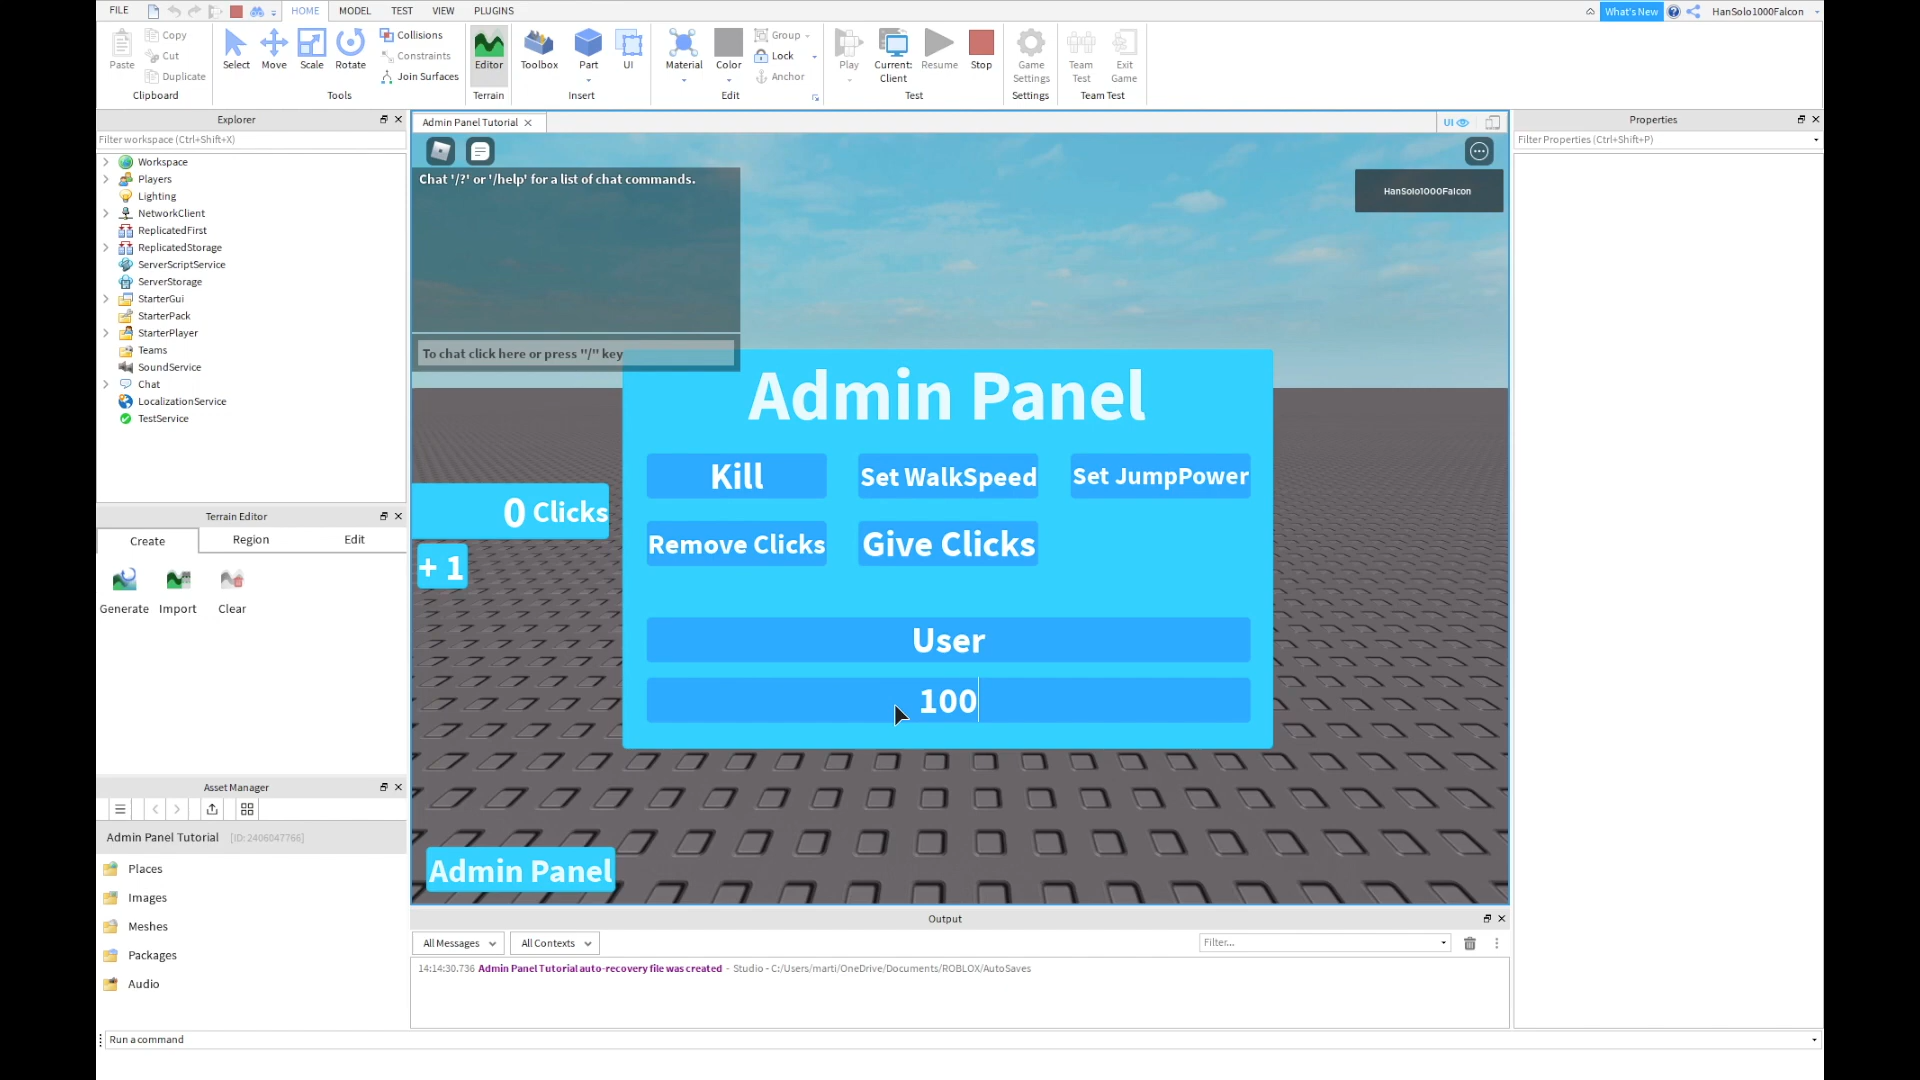 FILE HOME MODEL TEST VIEW PLUGINS What's New HanSolo1000Falcon
Paste Copy Cut Duplicate
Clipboard
Select Move Scale Rotate
Collisions
Constraints
Join Surfaces
Tools
Editor
Terrain
Toolbox Part UI
Insert
Material Color
Group
Lock
Anchor
Edit
Play Current: Client Resume Stop
Test
Game Settings
Settings
Team Test Exit Game
Team Test
Explorer
Filter workspace (Ctrl+Shift+X)
Workspace
Players
Lighting
NetworkClient
ReplicatedFirst
ReplicatedStorage
ServerScriptService
ServerStorage
StarterGui
StarterPack
StarterPlayer
Teams
SoundService
Chat
LocalizationService
TestService
Terrain Editor
Create Region Edit
Generate Import Clear
Asset Manager
Admin Panel Tutorial [ID: 2406047766]
Places
Images
Meshes
Packages
Audio
Admin Panel Tutorial
UI
Chat '/?' or '/help' for a list of chat commands.
To chat click here or press "/" key
HanSolo1000Falcon
Admin Panel
Kill Set WalkSpeed Set JumpPower
Remove Clicks Give Clicks
User
100
0 Clicks
+ 1
Admin Panel
Output
All Messages All Contexts Filter...
14:14:30.736 Admin Panel Tutorial auto-recovery file was created - Studio - C:/Users/marti/OneDrive/Documents/ROBLOX/AutoSaves
Properties
Filter Properties (Ctrl+Shift+P)
Run a command